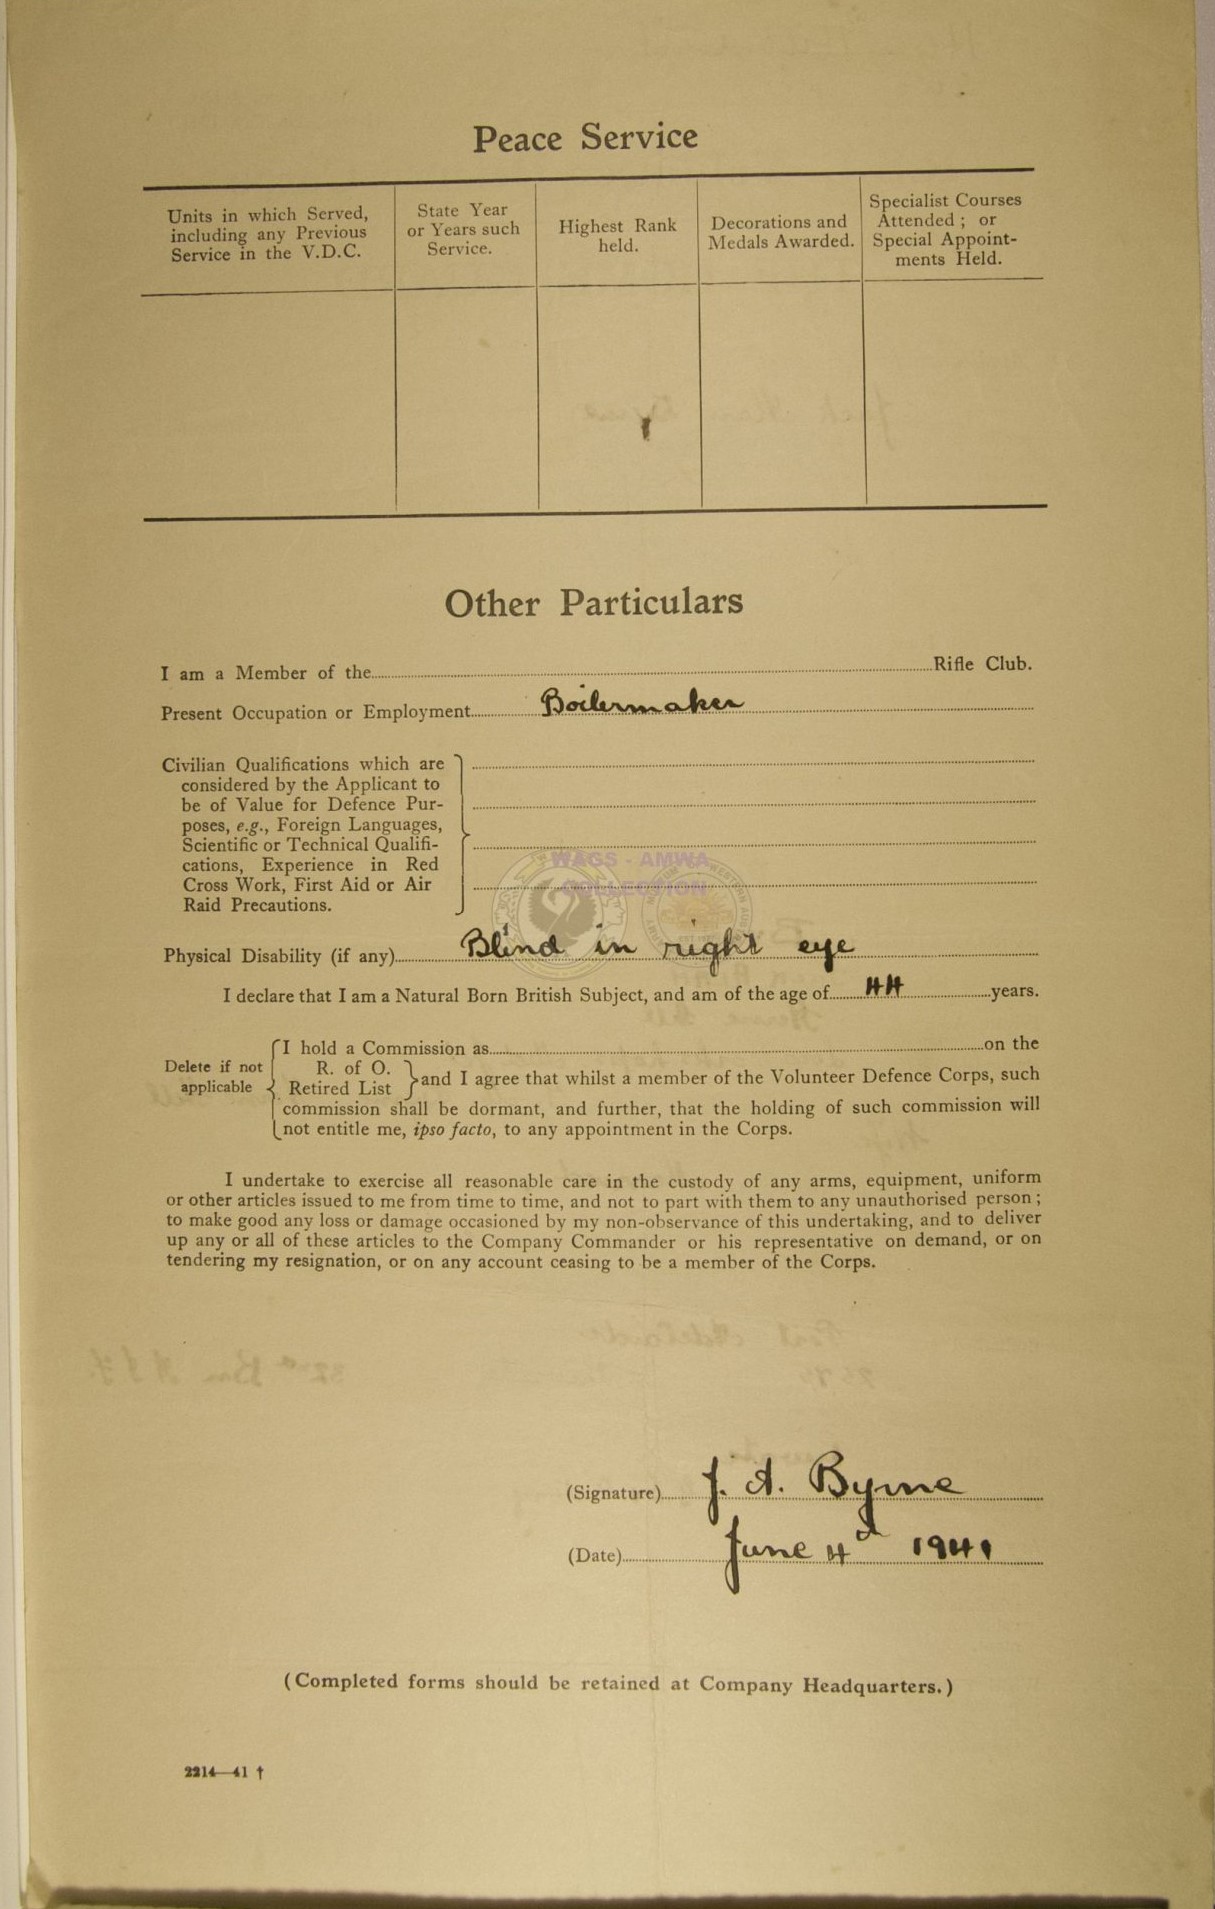 Peace Service
Units in which Served, including any Previous Service in the V.D.C.
State Year or Years such Service.
Highest Rank held.
Decorations and Medals Awarded.
Specialist Courses Attended ; or Special Appoint-ments Held.
Other Particulars
I am a Member of the Rifle Club.
Present Occupation or Employment Boilermaker
Civilian Qualifications which are
considered by the Applicant to
be of Value for Defence Pur-
poses, e.g., Foreign Languages,
Scientific or Technical Qualifi-
cations, Experience in Red
Cross Work, First Aid or Air
Raid Precautions.
WAGS - AMWA
COLLECTION
Physical Disability (if any) Blind in right eye
I declare that I am a Natural Born British Subject, and am of the age of 44 years.
Delete if not applicable
I hold a Commission as on the
R. of O.
Retired List
and I agree that whilst a member of the Volunteer Defence Corps, such
commission shall be dormant, and further, that the holding of such commission will
not entitle me, ipso facto, to any appointment in the Corps.
I undertake to exercise all reasonable care in the custody of any arms, equipment, uniform
or other articles issued to me from time to time, and not to part with them to any unauthorised person ;
to make good any loss or damage occasioned by my non-observance of this undertaking, and to deliver
up any or all of these articles to the Company Commander or his representative on demand, or on
tendering my resignation, or on any account ceasing to be a member of the Corps.
(Signature) J. A. Byrne
(Date) June 4d 1941
(Completed forms should be retained at Company Headquarters.)
2214—41 †